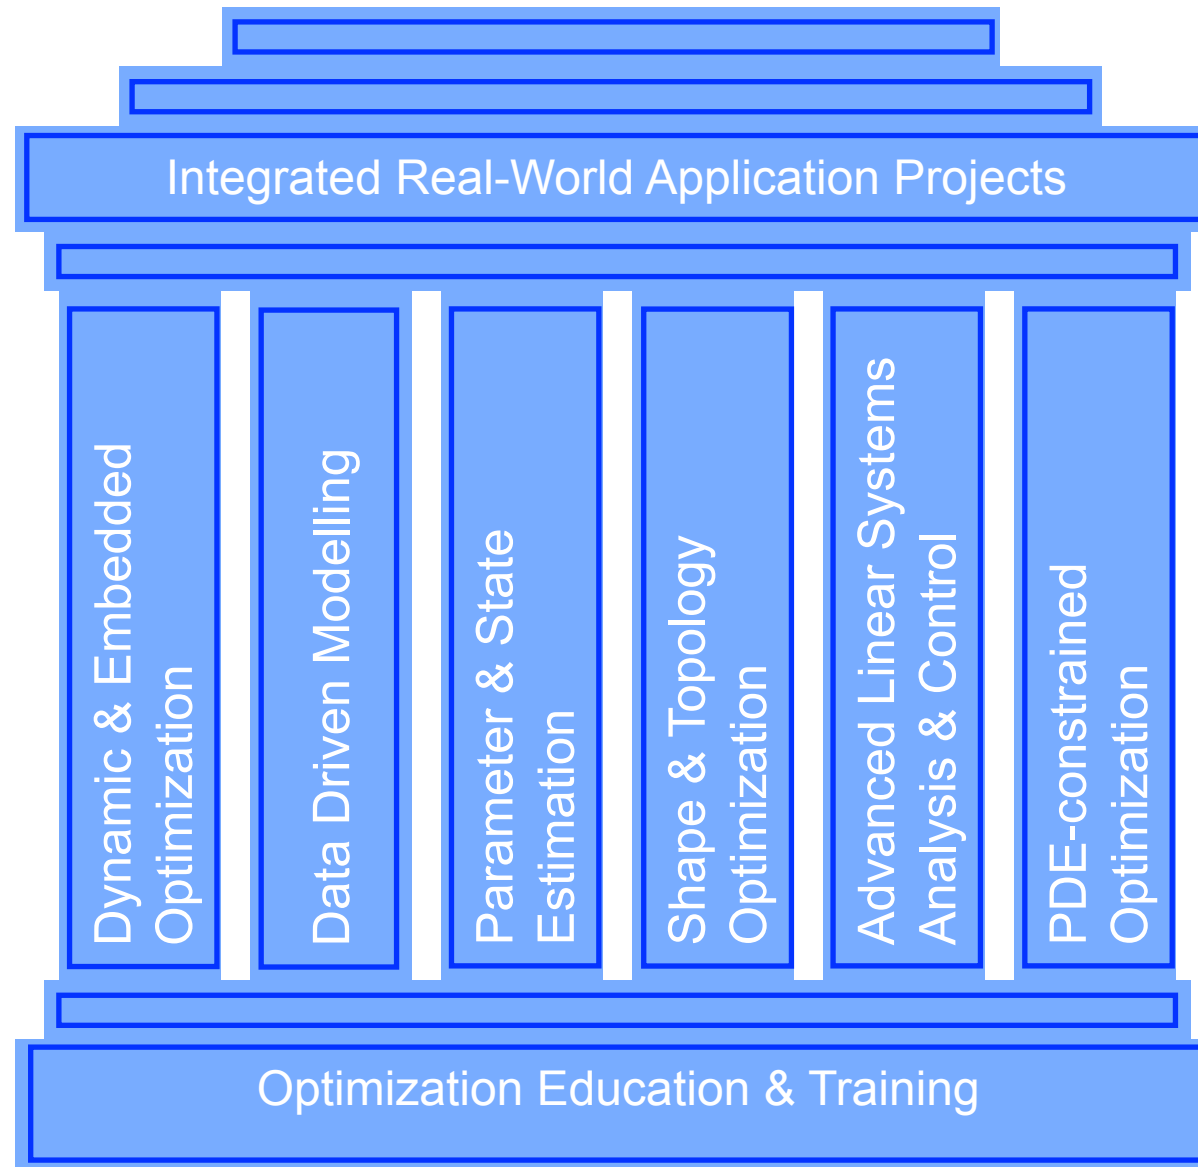 Integrated Real-World Application Projects
Dynamic & Embedded
Optimization
Data Driven Modelling
Parameter & State
Estimation
Shape & Topology
Optimization
Advanced Linear Systems
Analysis & Control
PDE-constrained
Optimization
Optimization Education & Training